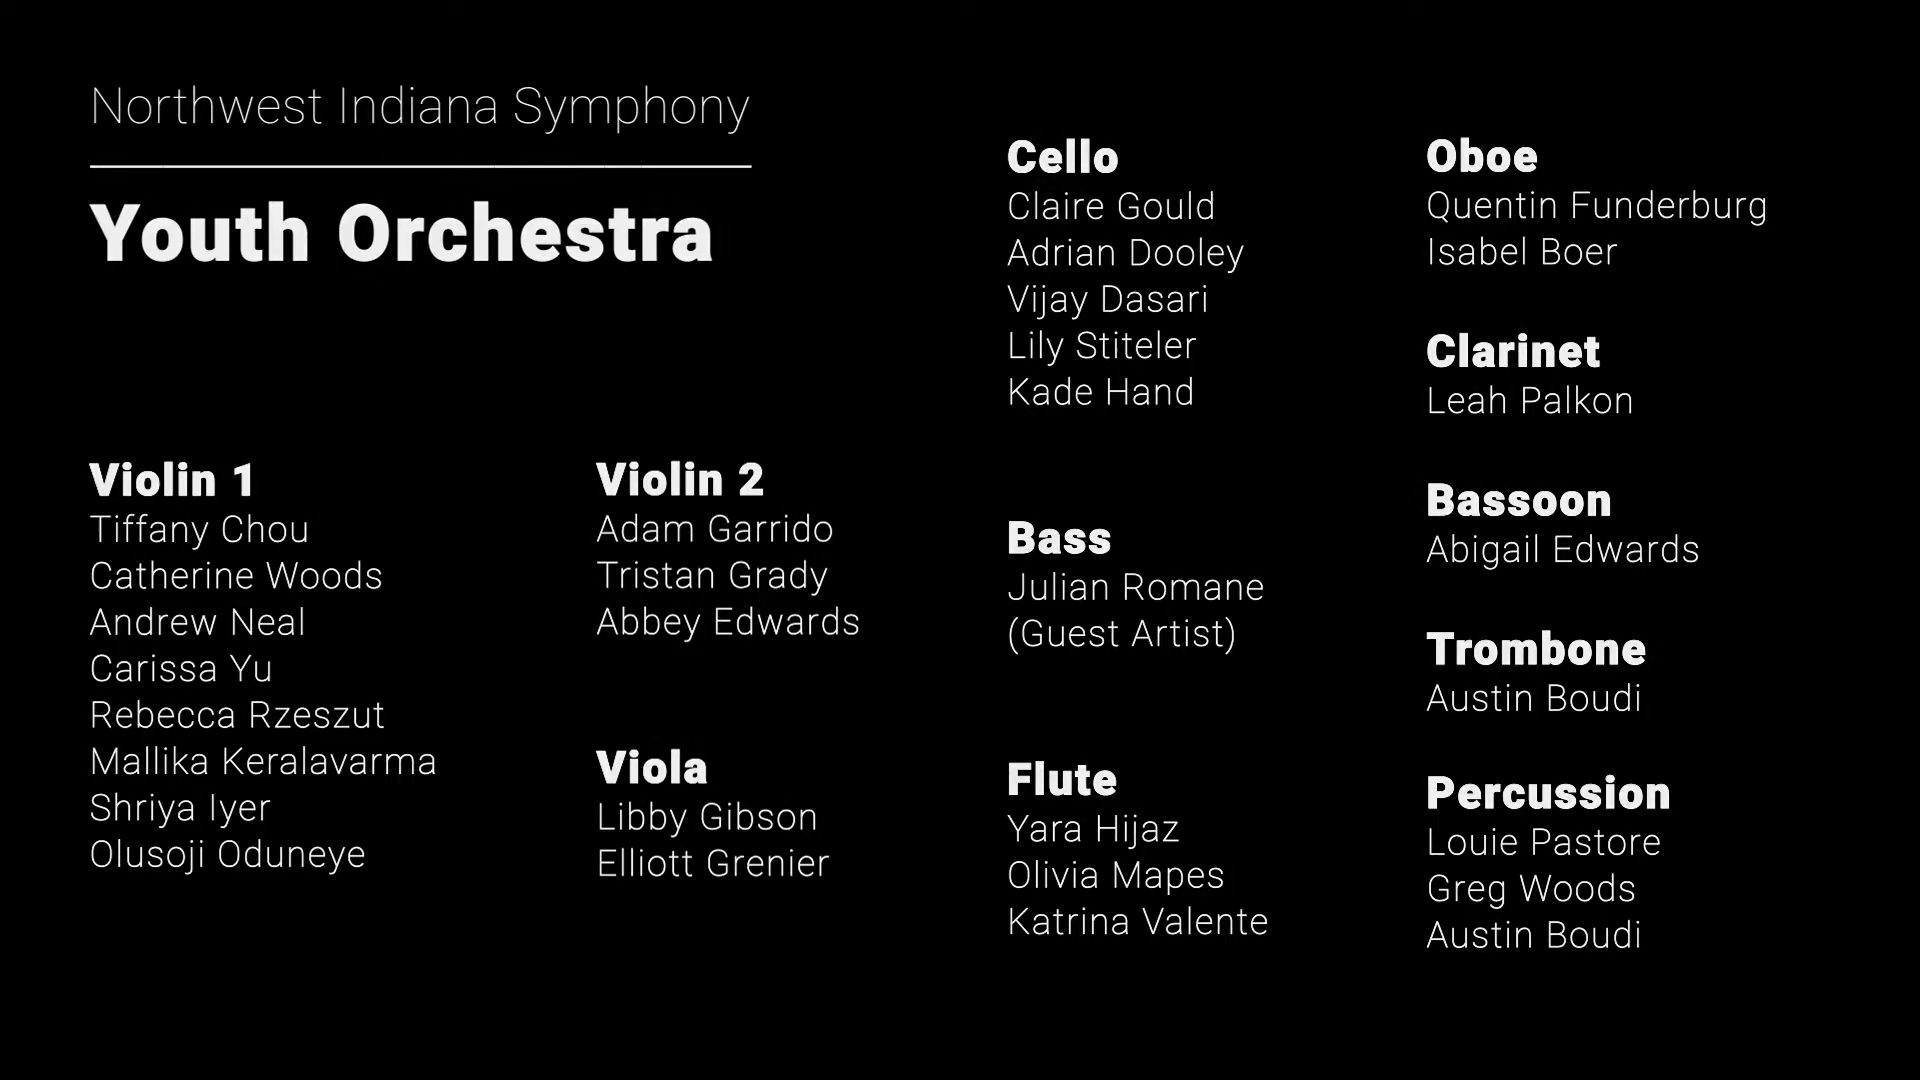 Northwest Indiana Symphony
Youth Orchestra
Violin 1
Tiffany Chou
Catherine Woods
Andrew Neal
Carissa Yu
Rebecca Rzeszut
Mallika Keralavarma
Shriya Iyer
Olusoji Oduneye
Violin 2
Adam Garrido
Tristan Grady
Abbey Edwards
Viola
Libby Gibson
Elliott Grenier
Cello
Claire Gould
Adrian Dooley
Vijay Dasari
Lily Stiteler
Kade Hand
Bass
Julian Romane
(Guest Artist)
Flute
Yara Hijaz
Olivia Mapes
Katrina Valente
Oboe
Quentin Funderburg
Isabel Boer
Clarinet
Leah Palkon
Bassoon
Abigail Edwards
Trombone
Austin Boudi
Percussion
Louie Pastore
Greg Woods
Austin Boudi